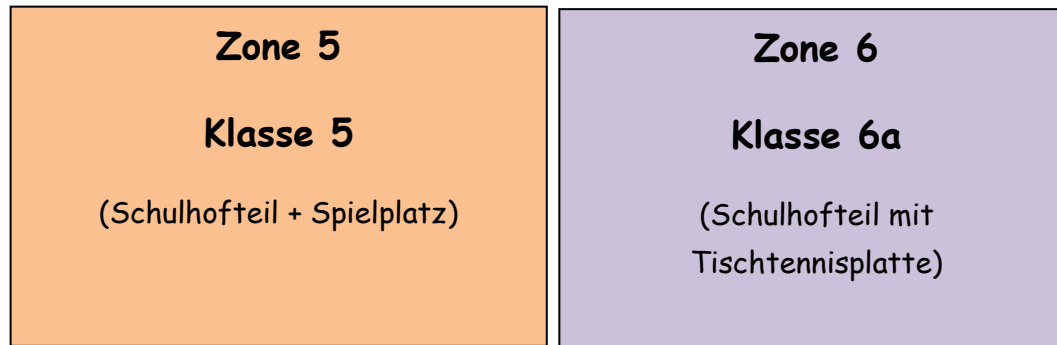 Zone 5
Klasse 5
(Schulhofteil + Spielplatz)
Zone 6
Klasse 6a
(Schulhofteil mit
Tischtennisplatte)